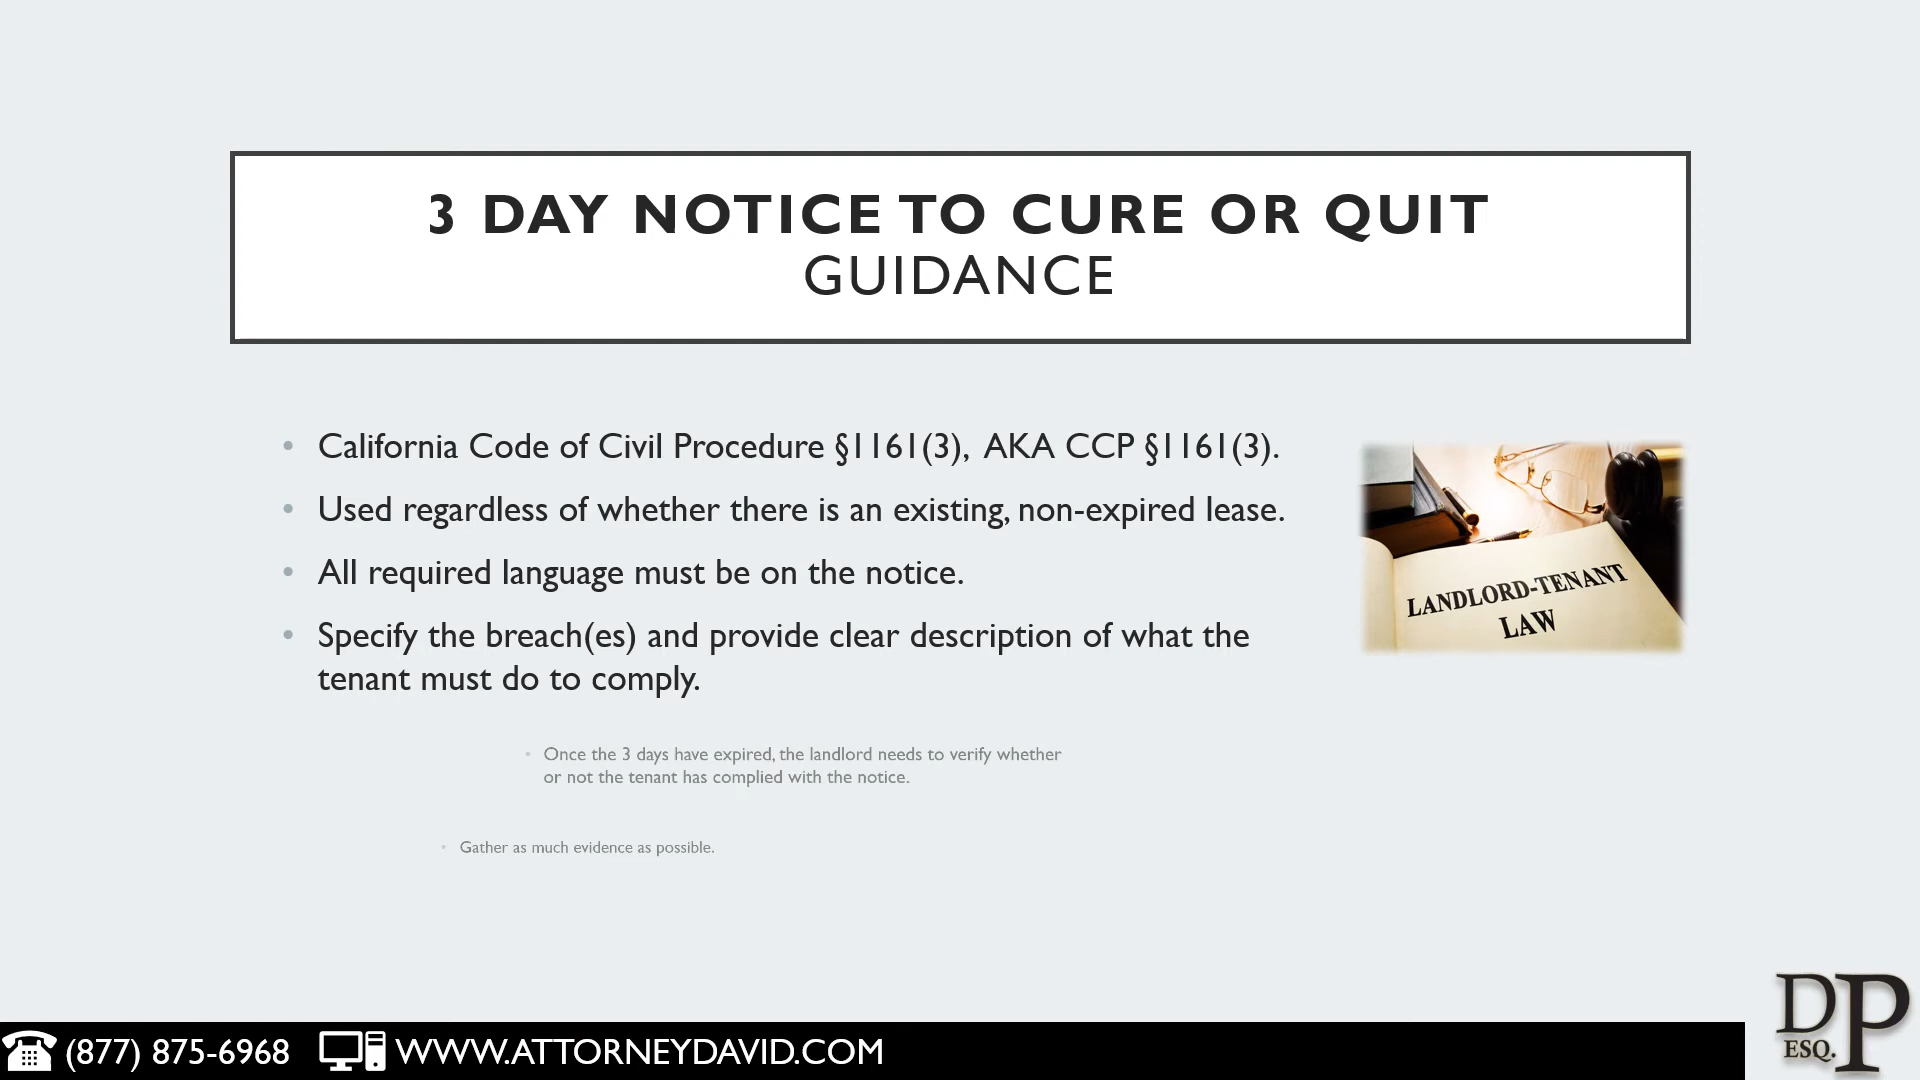 3 DAY NOTICE TO CURE OR QUIT
GUIDANCE
• California Code of Civil Procedure §1161(3), AKA CCP §1161(3).
• Used regardless of whether there is an existing, non-expired lease.
• All required language must be on the notice.
• Specify the breach(es) and provide clear description of what the
tenant must do to comply.
LANDLORD-TENANT
LAW
• Once the 3 days have expired, the landlord needs to verify whether
or not the tenant has complied with the notice.
• Gather as much evidence as possible.
(877) 875-6968 WWW.ATTORNEYDAVID.COM
DP
ESQ.